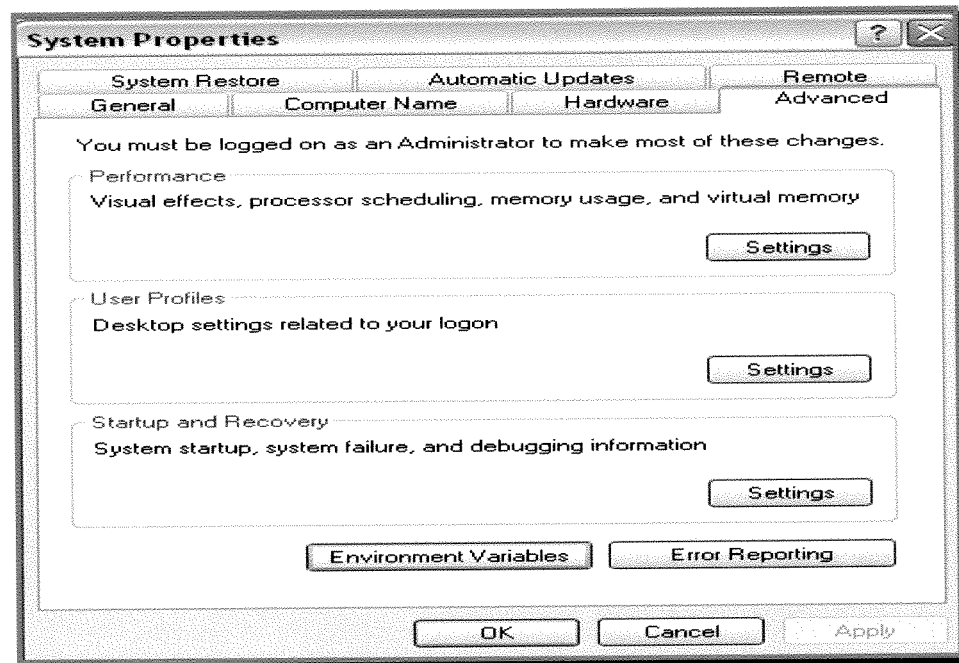 System Properties
?
System Restore
Automatic Updates
Remote
General
Computer Name
Hardware
Advanced
You must be logged on as an Administrator to make most of these changes.
Performance
Visual effects, processor scheduling, memory usage, and virtual memory
Settings
User Profiles
Desktop settings related to your logon
Settings
Startup and Recovery
System startup, system failure, and debugging information
Settings
Environment Variables
Error Reporting
OK
Cancel
Apply